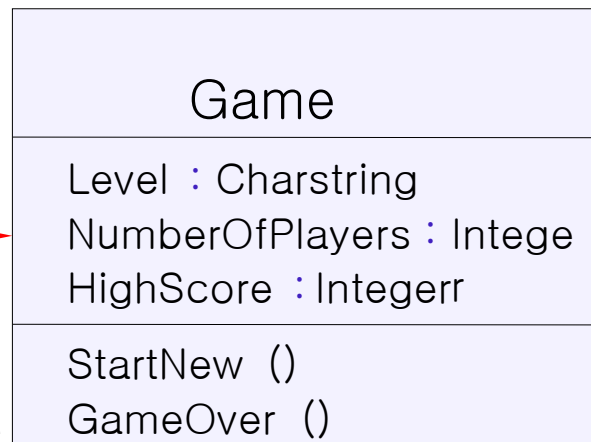 Game
Level : Charstring
NumberOfPlayers : Intege
HighScore : Integerr
StartNew ()
GameOver ()